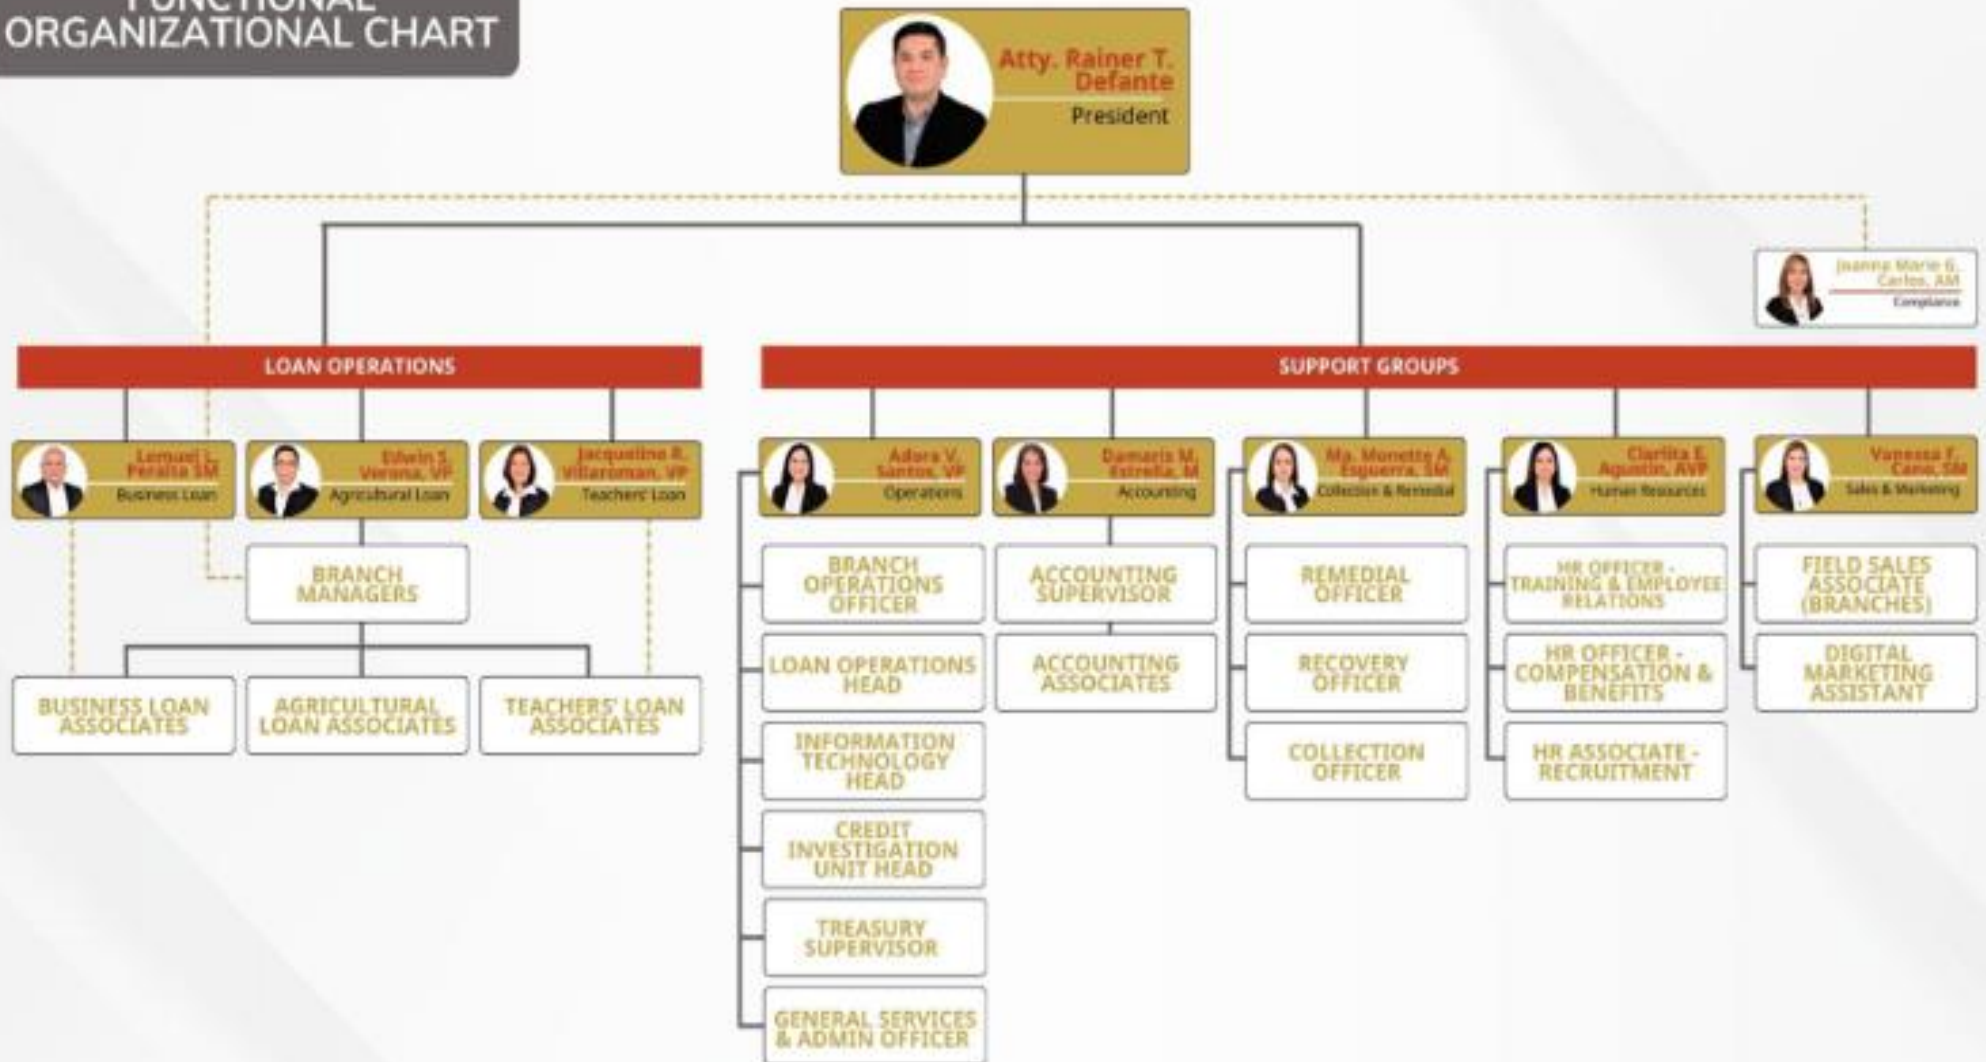 FUNCTIONAL
ORGANIZATIONAL CHART
Atty. Rainer T.
Defante
President
Joanna Marie G.
Carlos, AM
Compliance
LOAN OPERATIONS
SUPPORT GROUPS
Lemuel L.
Peralta SM
Business Loan
Edwin S.
Verona, VP
Agricultural Loan
Jacqueline R.
Villaroman, VP
Teachers' Loan
Adora V.
Santos, VP
Operations
Damaris M.
Estrella, M
Accounting
Ma. Monette A.
Esguerra, SM
Collection & Remedial
Clarita E.
Agustin, AVP
Human Resources
Vanessa F.
Cano, SM
Sales & Marketing
BRANCH
MANAGERS
BUSINESS LOAN
ASSOCIATES
AGRICULTURAL
LOAN ASSOCIATES
TEACHERS' LOAN
ASSOCIATES
BRANCH
OPERATIONS
OFFICER
LOAN OPERATIONS
HEAD
INFORMATION
TECHNOLOGY
HEAD
CREDIT
INVESTIGATION
UNIT HEAD
TREASURY
SUPERVISOR
GENERAL SERVICES
& ADMIN OFFICER
ACCOUNTING
SUPERVISOR
ACCOUNTING
ASSOCIATES
REMEDIAL
OFFICER
RECOVERY
OFFICER
COLLECTION
OFFICER
HR OFFICER -
TRAINING & EMPLOYEE
RELATIONS
HR OFFICER -
COMPENSATION &
BENEFITS
HR ASSOCIATE -
RECRUITMENT
FIELD SALES
ASSOCIATE
(BRANCHES)
DIGITAL
MARKETING
ASSISTANT